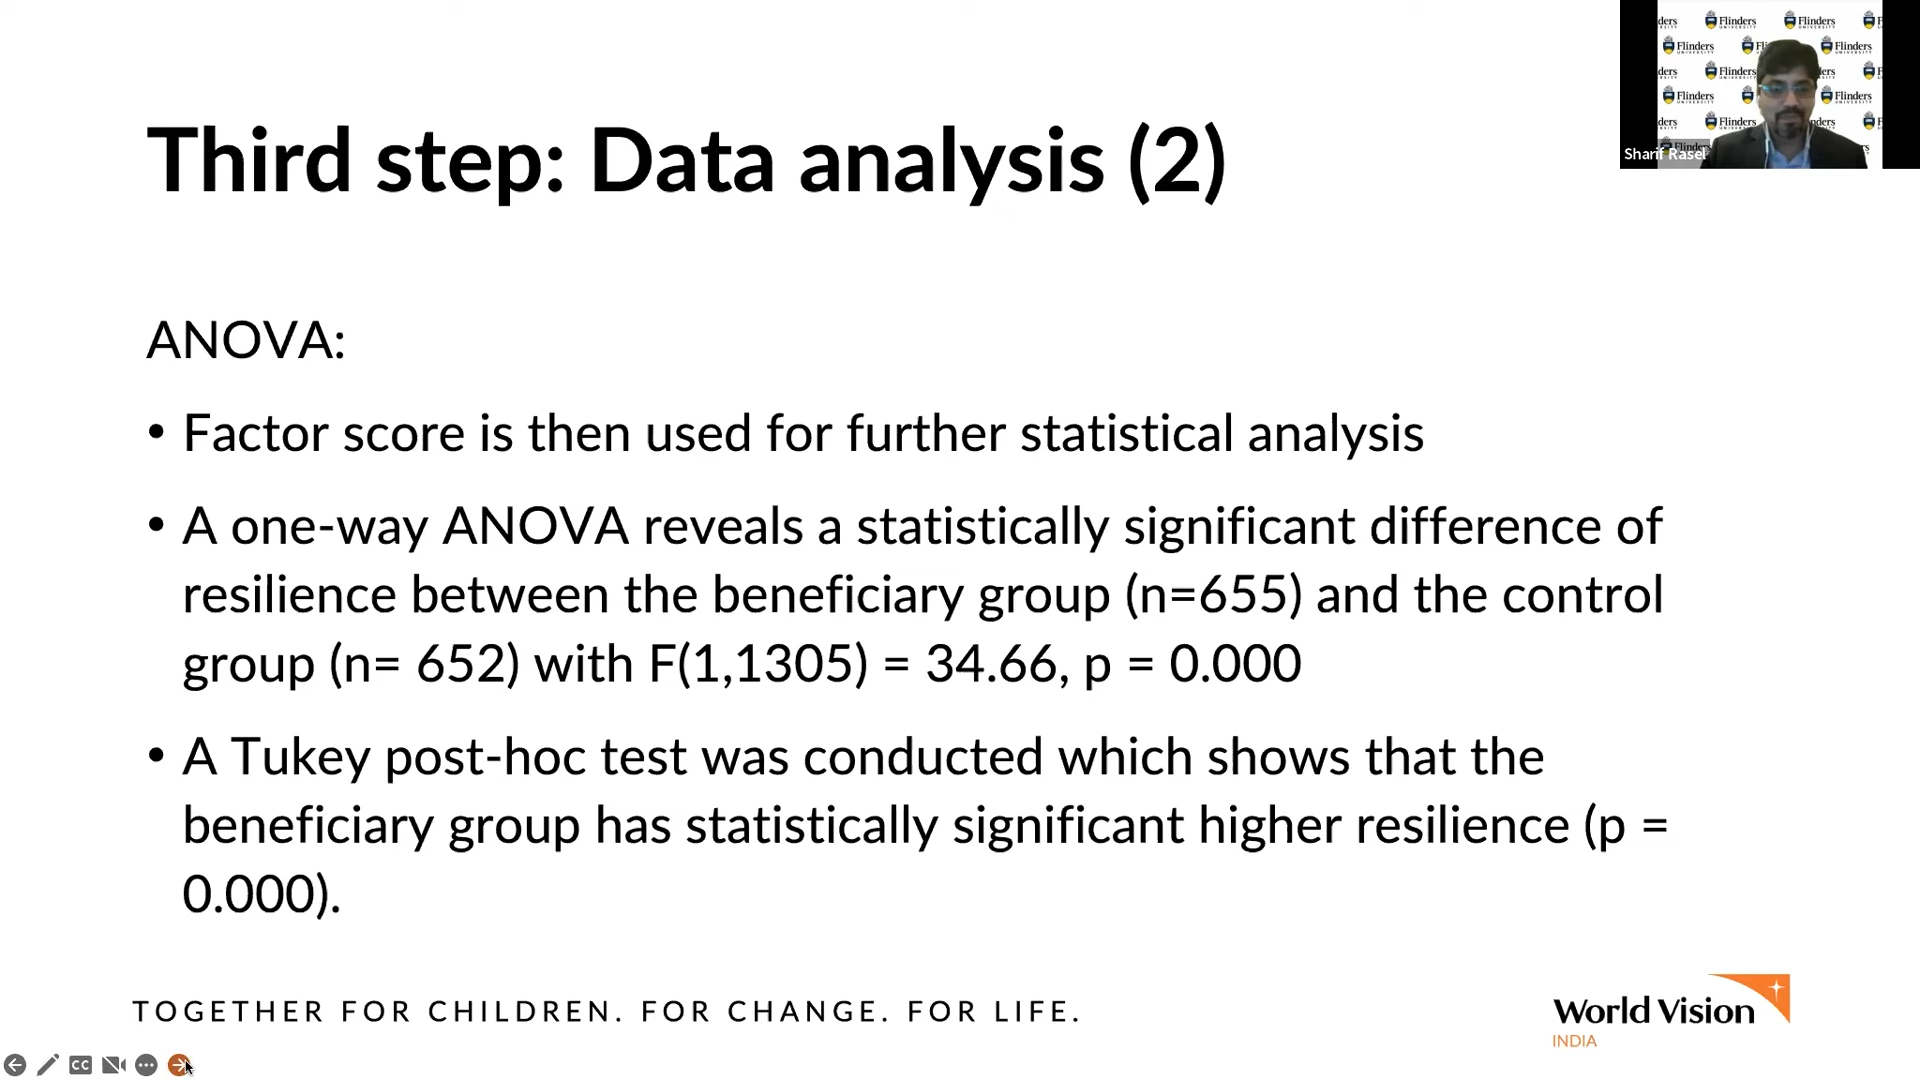 Third step: Data analysis (2)
ANOVA:
• Factor score is then used for further statistical analysis
• A one-way ANOVA reveals a statistically significant difference of
resilience between the beneficiary group (n=655) and the control
group (n= 652) with F(1,1305) = 34.66, p = 0.000
• A Tukey post-hoc test was conducted which shows that the
beneficiary group has statistically significant higher resilience (p =
0.000).
TOGETHER FOR CHILDREN. FOR CHANGE. FOR LIFE.
World Vision
INDIA
CC
Flinders
UNIVERSITY
Sharif Rasel